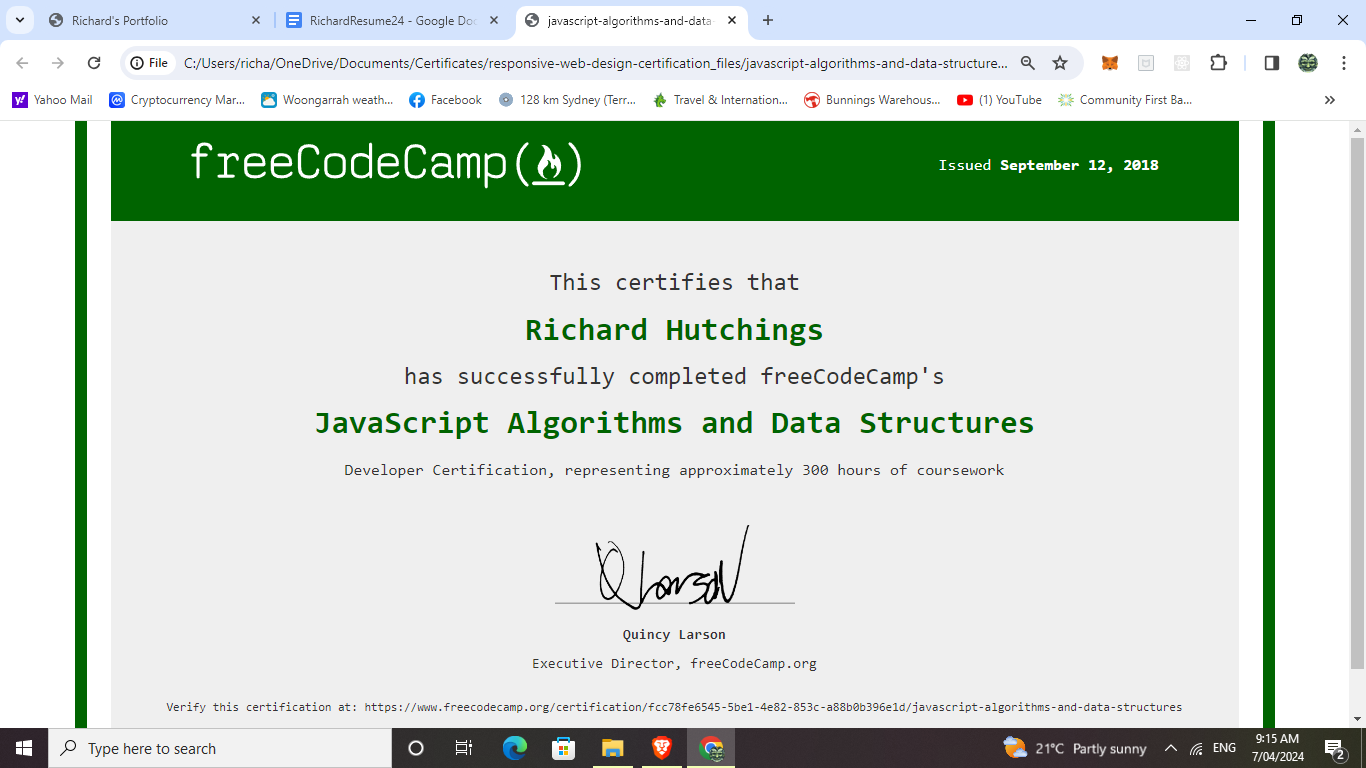 Richard's Portfolio
RichardResume24 - Google Doc
javascript-algorithms-and-data-
File
C:/Users/richa/OneDrive/Documents/Certificates/responsive-web-design-certification_files/javascript-algorithms-and-data-structure...
Yahoo Mail
Cryptocurrency Mar...
Woongarrah weath...
Facebook
128 km Sydney (Terr...
Travel & Internation...
Bunnings Warehous...
(1) YouTube
Community First Ba...
freeCodeCamp
Issued September 12, 2018
This certifies that
Richard Hutchings
has successfully completed freeCodeCamp's
JavaScript Algorithms and Data Structures
Developer Certification, representing approximately 300 hours of coursework
Q Larson
Quincy Larson
Executive Director, freeCodeCamp.org
Verify this certification at: https://www.freecodecamp.org/certification/fcc78fe6545-5be1-4e82-853c-a88b0b396e1d/javascript-algorithms-and-data-structures
Type here to search
21°C Partly sunny
ENG
9:15 AM
7/04/2024
2